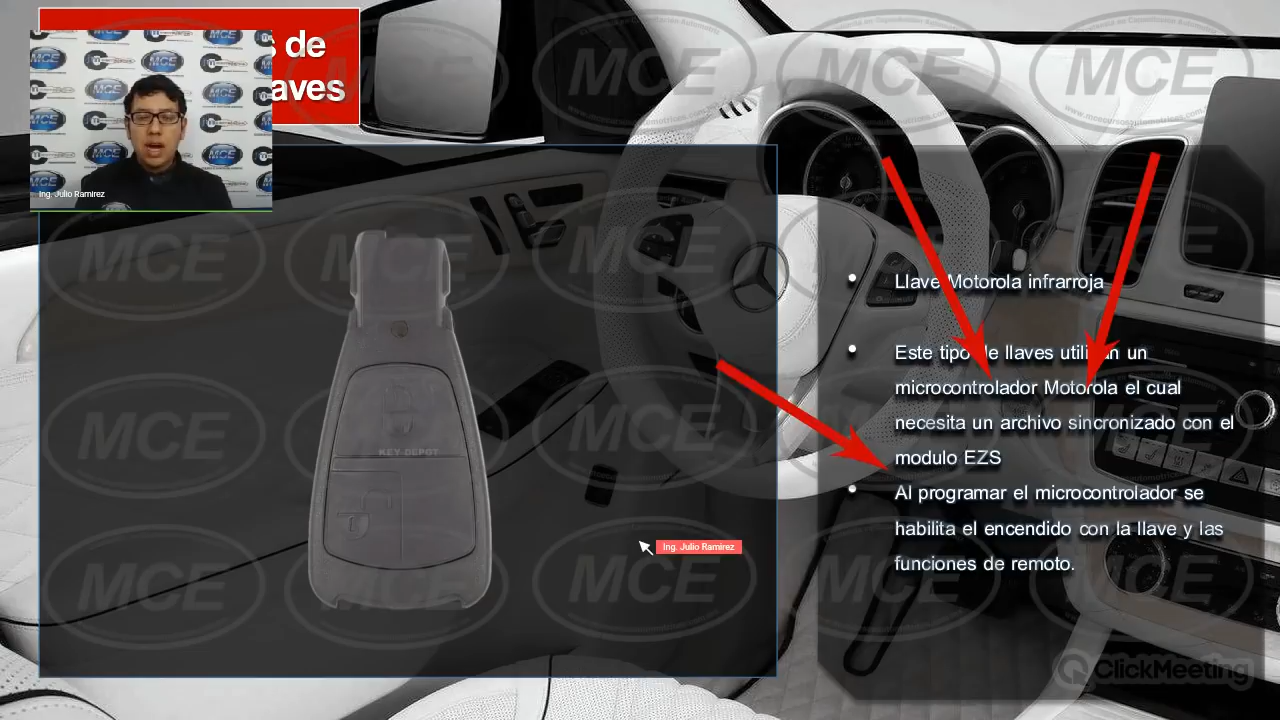 s de
aves
Ing. Julio Ramirez
MCE
KEY-DEPOT
Ing. Julio Ramirez
Llave Motorola infrarroja
Este tipo de llaves utilizan un
microcontrolador Motorola el cual
necesita un archivo sincronizado con el
modulo EZS
Al programar el microcontrolador se
habilita el encendido con la llave y las
funciones de remoto.
ClickMeeting